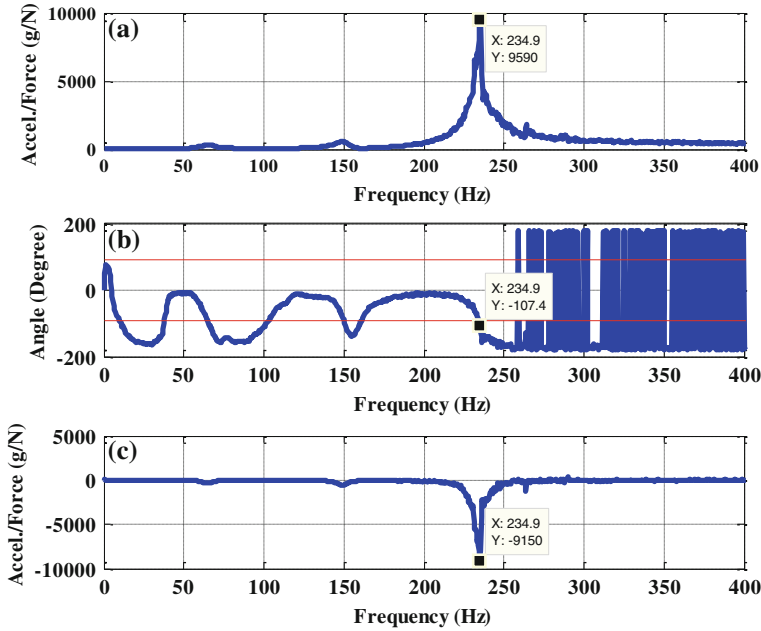 (a)
Accel./Force (g/N)
10000
5000
0
X: 234.9
Y: 9590
0 50 100 150 200 250 300 350 400
Frequency (Hz)
(b)
Angle (Degree)
200
0
-200
X: 234.9
Y: -107.4
0 50 100 150 200 250 300 350 400
Frequency (Hz)
(c)
Accel./Force (g/N)
5000
0
-5000
-10000
X: 234.9
Y: -9150
0 50 100 150 200 250 300 350 400
Frequency (Hz)